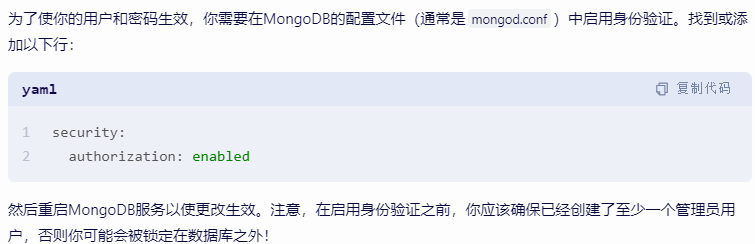 为了使你的用户和密码生效，你需要在MongoDB的配置文件（通常是 mongod.conf ）中启用身份验证。找到或添
加以下行：
yaml 复制代码
1 security:
2   authorization: enabled
然后重启MongoDB服务以使更改生效。注意，在启用身份验证之前，你应该确保已经创建了至少一个管理员用
户，否则你可能会被锁定在数据库之外！